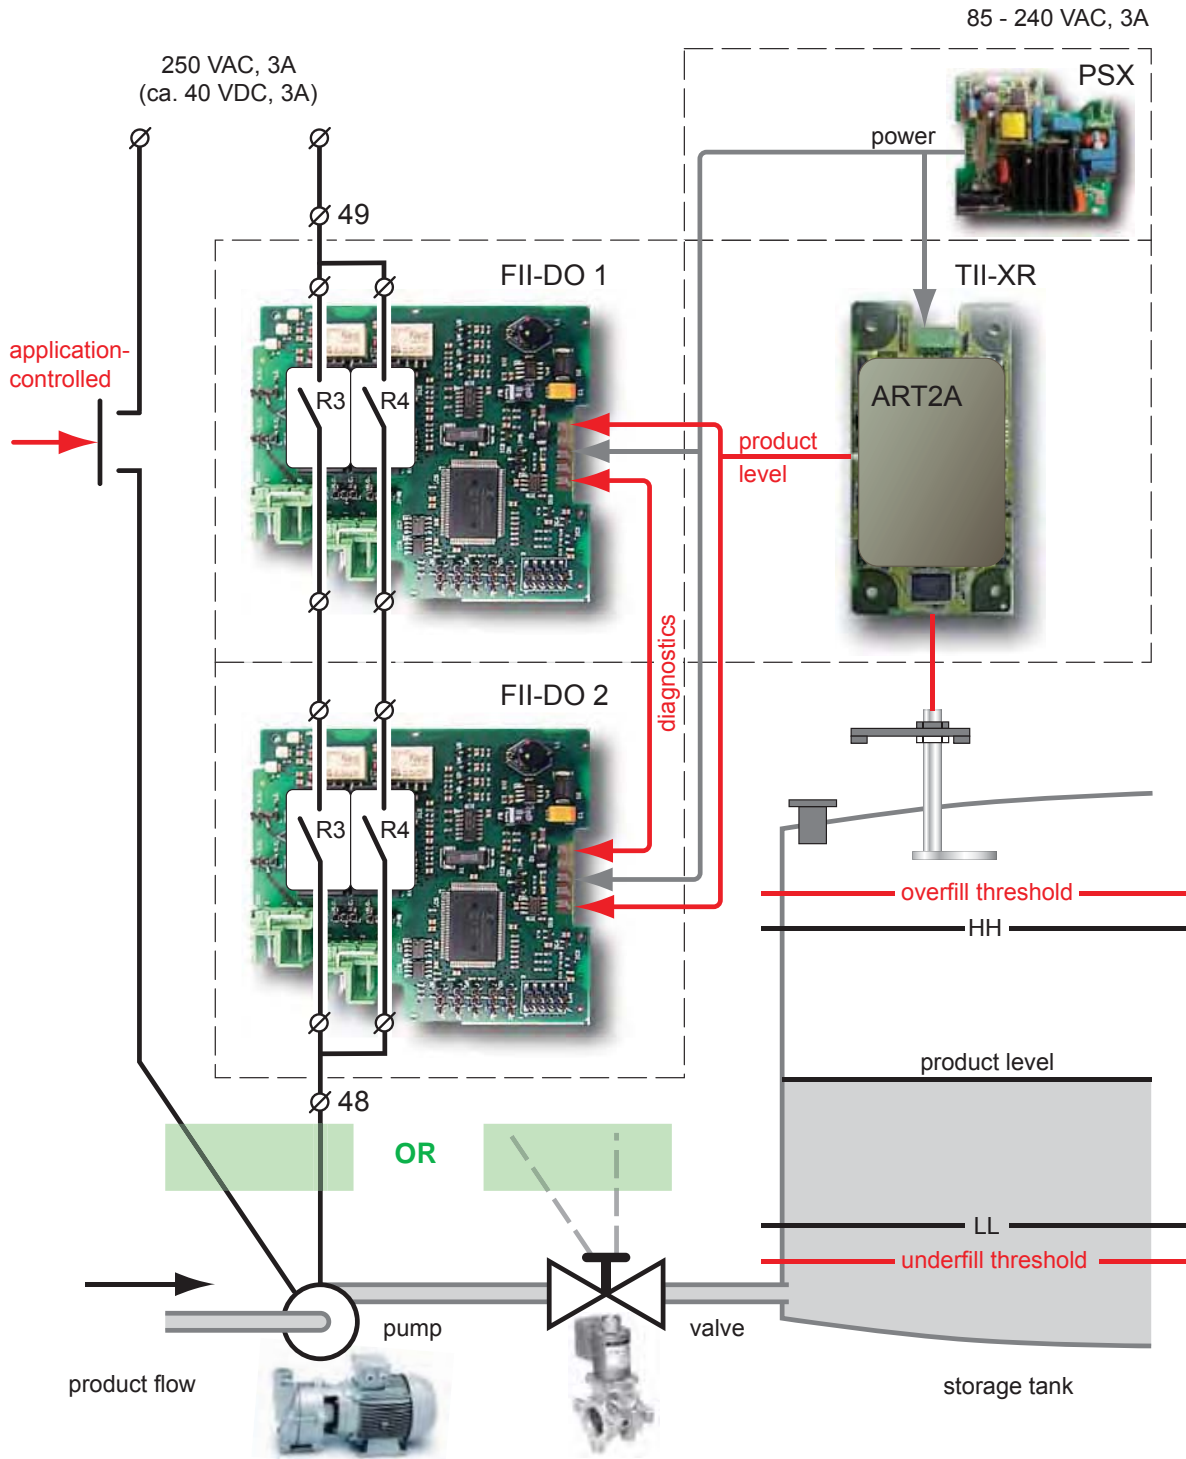 85 - 240 VAC, 3A
250 VAC, 3A
(ca. 40 VDC, 3A)
PSX
power
49
FII-DO 1
TII-XR
application-
controlled
R3
R4
ART2A
product
level
diagnostics
FII-DO 2
R3
R4
overfill threshold
HH
product level
48
OR
LL
underfill threshold
pump
valve
product flow
storage tank